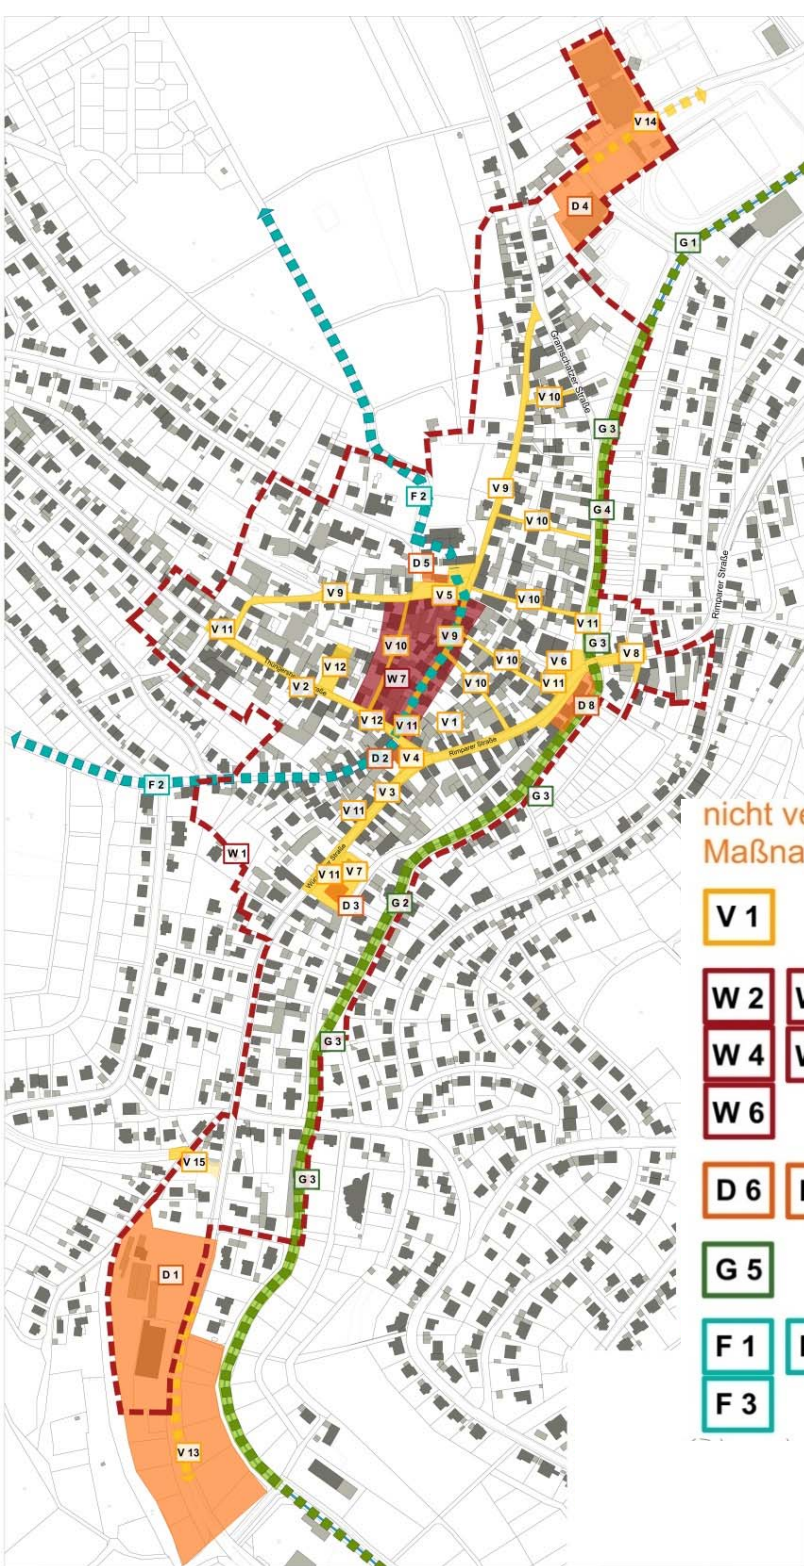 V 14
D 4
G 1
Gramschatzer Straße
V 10
G 3
F 2
V 9
G 4
V 10
Rimparer Straße
D 5
V 9
V 5
V 10
V 11
V 11
V 9
G 3
V 10
V 8
V 12
V 10
V 6
W 7
V 2
V 10
V 11
D 8
V 12
V 11
V 1
Rimparer Straße
D 2
V 4
F 2
V 3
G 3
V 11
nicht ve
Maßna
W 1
V 11
V 7
D 3
G 2
V 1
W 2
W 4
W 6
G 3
V 15
G 3
D 6
D 1
G 5
F 1
F 3
V 13